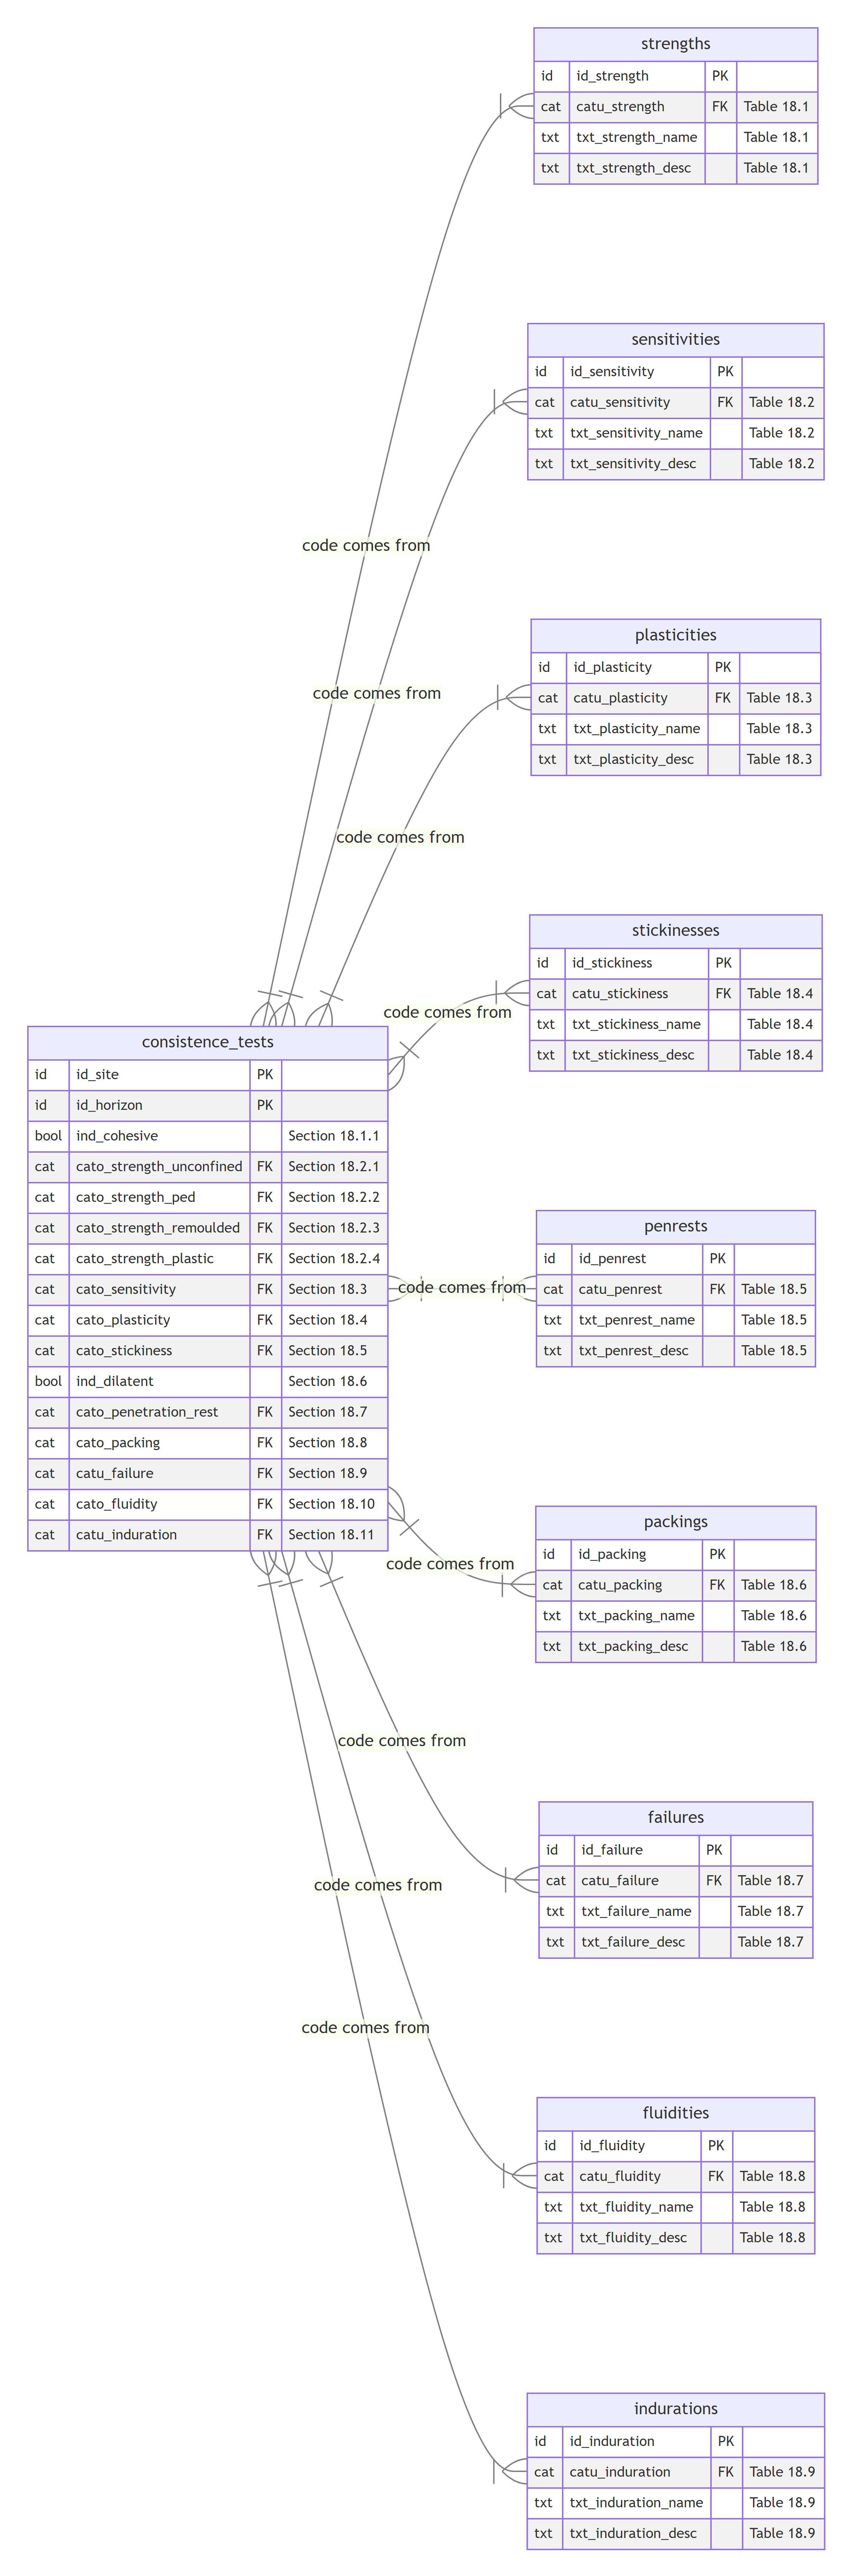 strengths
id id_strength PK
cat catu_strength FK Table 18.1
txt txt_strength_name Table 18.1
txt txt_strength_desc Table 18.1
sensitivities
id id_sensitivity PK
cat catu_sensitivity FK Table 18.2
txt txt_sensitivity_name Table 18.2
txt txt_sensitivity_desc Table 18.2
code comes from
plasticities
id id_plasticity PK
cat catu_plasticity FK Table 18.3
txt txt_plasticity_name Table 18.3
txt txt_plasticity_desc Table 18.3
code comes from
code comes from
stickinesses
id id_stickiness PK
cat catu_stickiness FK Table 18.4
txt txt_stickiness_name Table 18.4
txt txt_stickiness_desc Table 18.4
code comes from
consistence_tests
id id_site PK
id id_horizon PK
bool ind_cohesive Section 18.1.1
cat cato_strength_unconfined FK Section 18.2.1
cat cato_strength_ped FK Section 18.2.2
cat cato_strength_remoulded FK Section 18.2.3
cat cato_strength_plastic FK Section 18.2.4
cat cato_sensitivity FK Section 18.3
cat cato_plasticity FK Section 18.4
cat cato_stickiness FK Section 18.5
bool ind_dilatent Section 18.6
cat cato_penetration_rest FK Section 18.7
cat cato_packing FK Section 18.8
cat catu_failure FK Section 18.9
cat cato_fluidity FK Section 18.10
cat catu_induration FK Section 18.11
code comes from
penrests
id id_penrest PK
cat catu_penrest FK Table 18.5
txt txt_penrest_name Table 18.5
txt txt_penrest_desc Table 18.5
code comes from
packings
id id_packing PK
cat catu_packing FK Table 18.6
txt txt_packing_name Table 18.6
txt txt_packing_desc Table 18.6
code comes from
failures
id id_failure PK
cat catu_failure FK Table 18.7
txt txt_failure_name Table 18.7
txt txt_failure_desc Table 18.7
code comes from
code comes from
fluidities
id id_fluidity PK
cat catu_fluidity FK Table 18.8
txt txt_fluidity_name Table 18.8
txt txt_fluidity_desc Table 18.8
indurations
id id_induration PK
cat catu_induration FK Table 18.9
txt txt_induration_name Table 18.9
txt txt_induration_desc Table 18.9